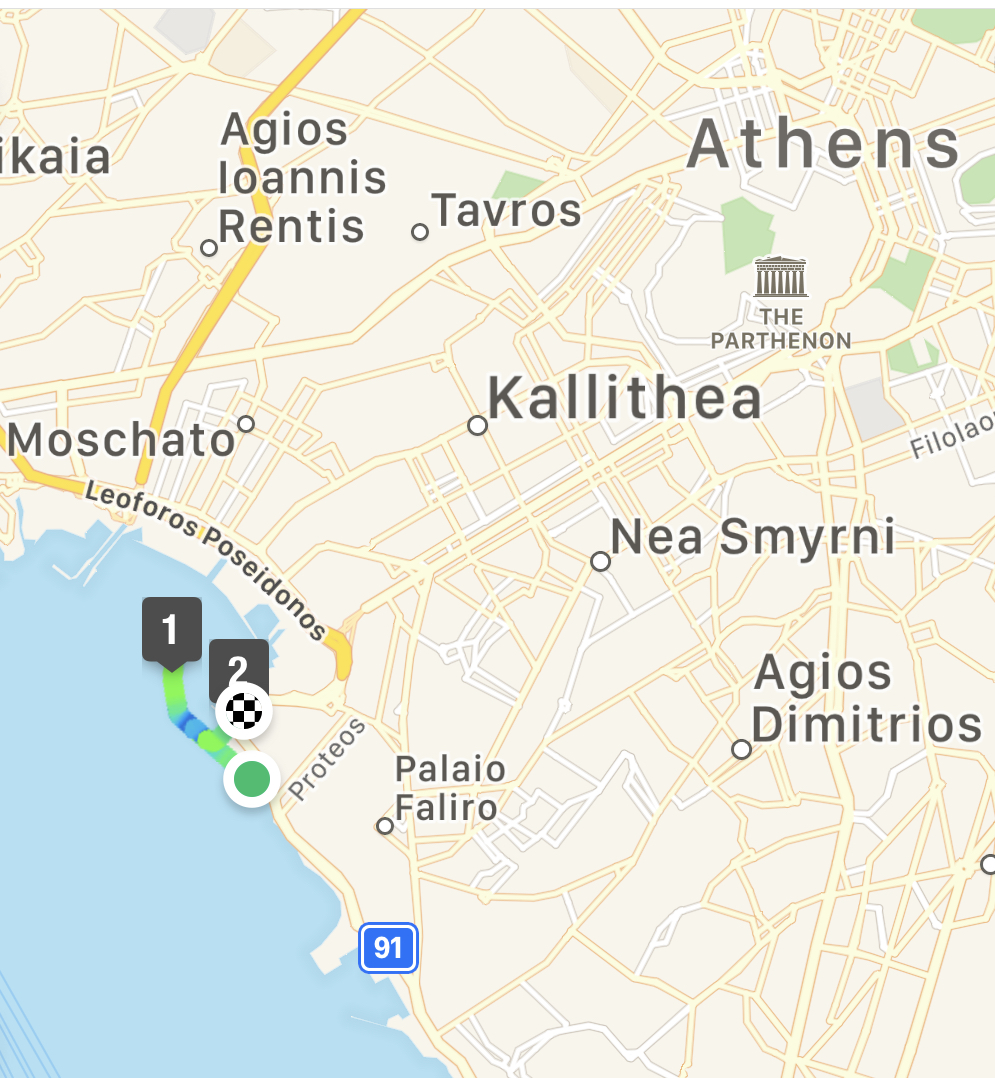 Athens
Agios
Ioannis
Rentis
ikaia
Tavros
THE
PARTHENON
Kallithea
Moschato
Filolao
Leoforos Poseidonos
Nea Smyrni
1
2
Agios
Dimitrios
Proteos
Palaio
Faliro
91